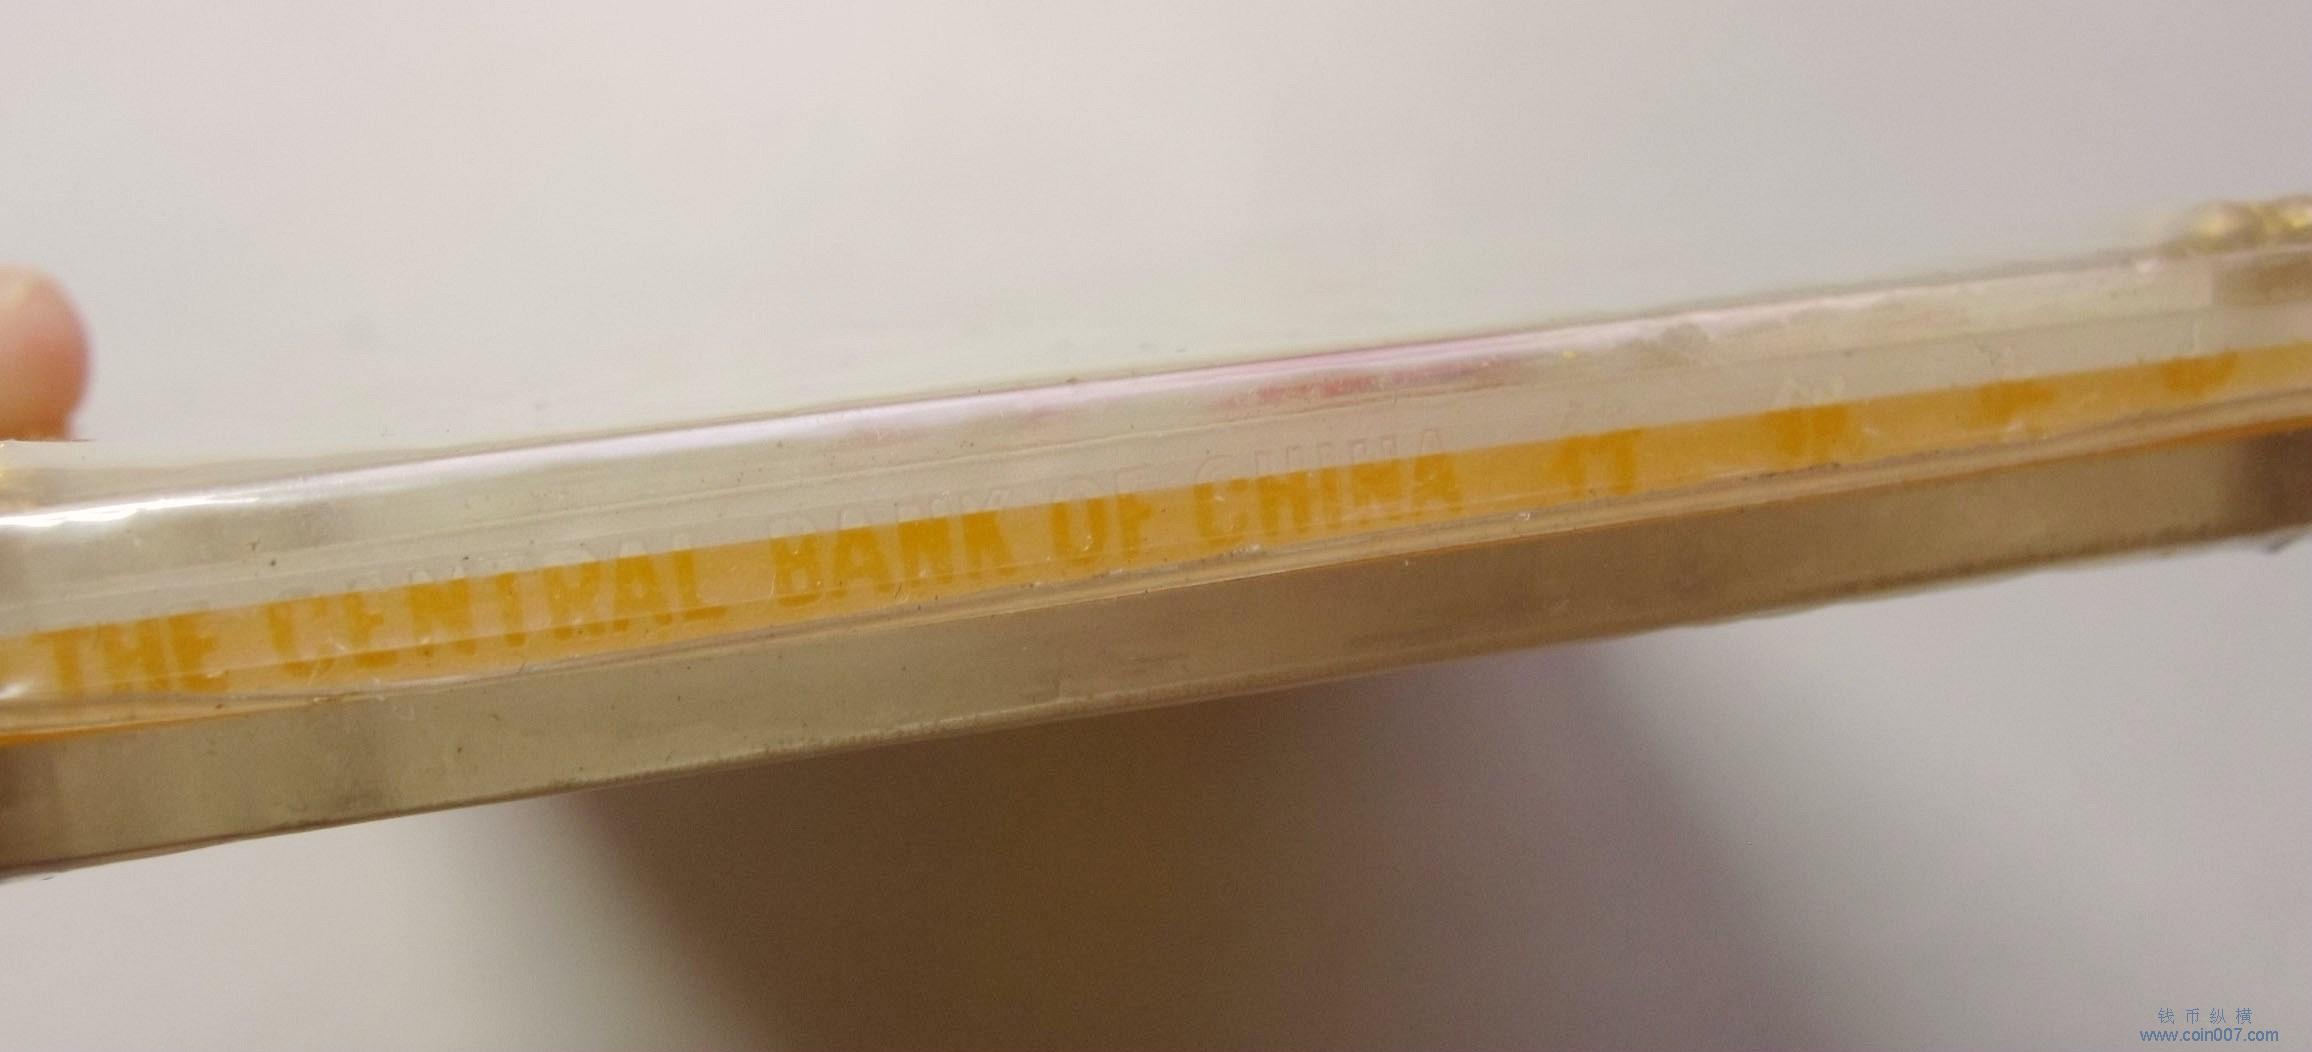 THE CENTRAL BANK OF CHINA
钱币纵横
www.coin007.com